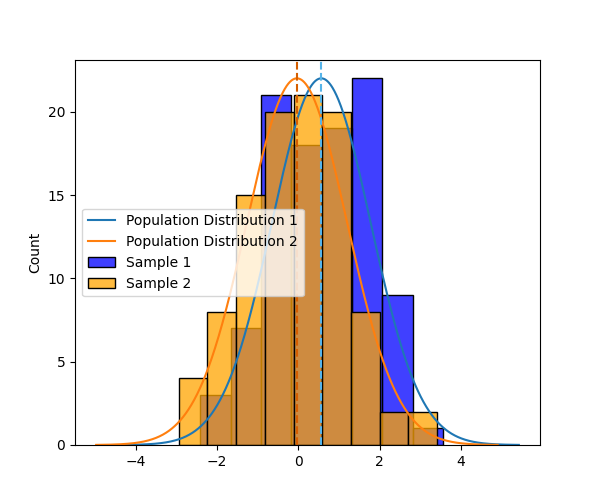 Count
20
15
10
5
0
Population Distribution 1
Population Distribution 2
Sample 1
Sample 2
−4 −2 0 2 4